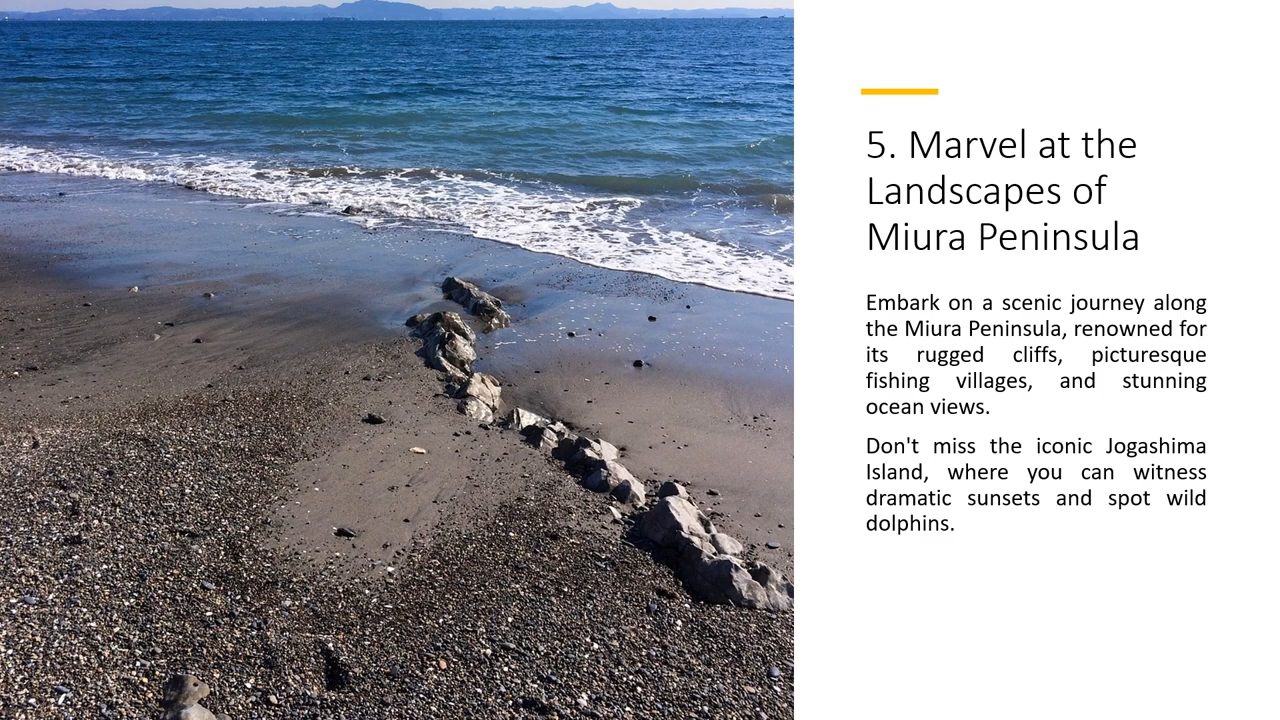 5. Marvel at the
Landscapes of
Miura Peninsula
Embark on a scenic journey along
the Miura Peninsula, renowned for
its rugged cliffs, picturesque
fishing villages, and stunning
ocean views.
Don't miss the iconic Jogashima
Island, where you can witness
dramatic sunsets and spot wild
dolphins.